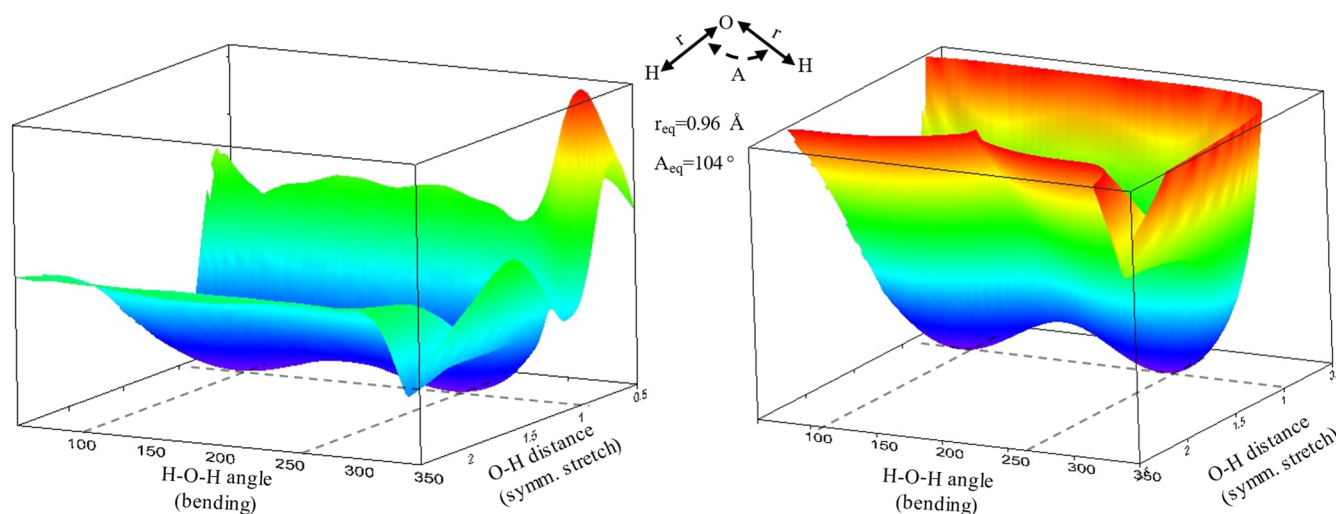 O
r r
H H
A
r_eq=0.96 Å
A_eq=104°
100 150 200 250 300 350
H-O-H angle
(bending)
2 1.5 1 0.5
O-H distance
(symm. stretch)
100 150 200 250 300
H-O-H angle
(bending)
2 1.5 1
O-H distance
(symm. stretch)